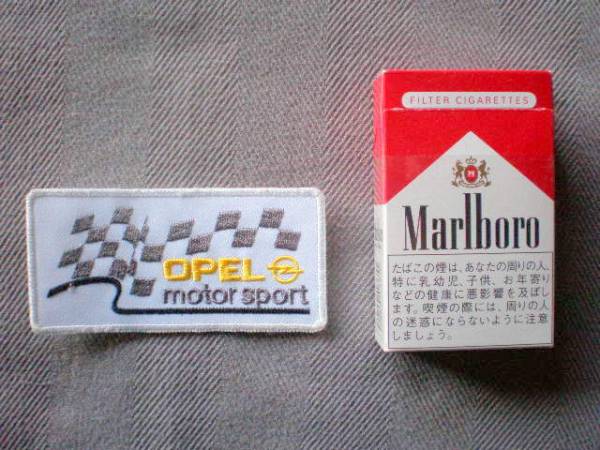 OPEL
motor sport
FILTER CIGARETTES
Marlboro
たばこの煙は、あなたの周りの人、
特に乳幼児、子供、お年寄り
などの健康に悪影響を及ぼし
ます。喫煙の際には、周りの人
の迷惑にならないように注意
しましょう。